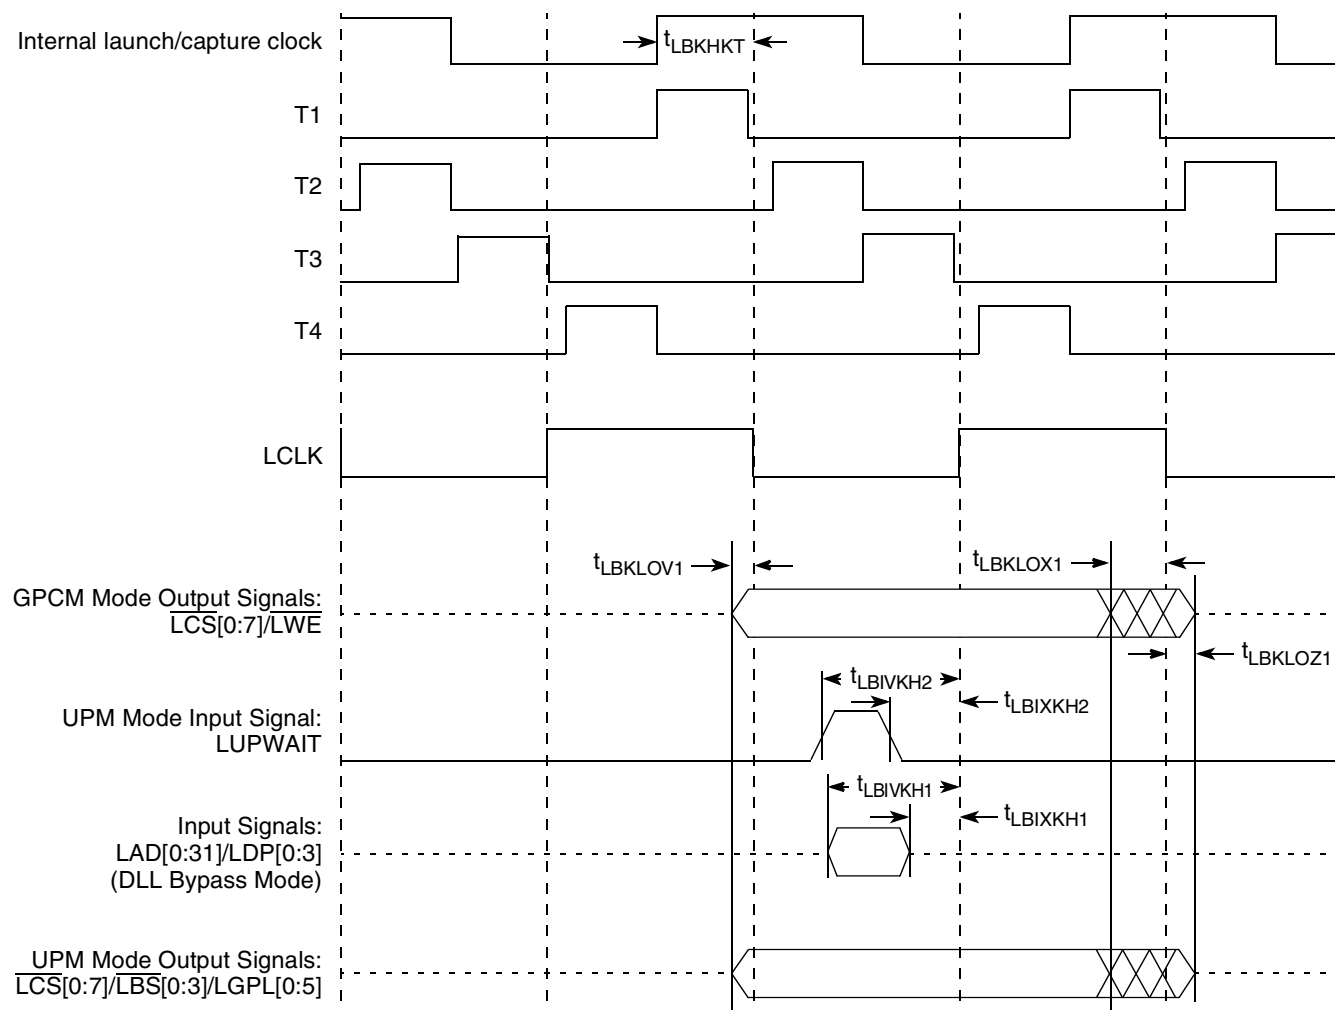 Internal launch/capture clock
tLBKHKT
T1
T2
T3
T4
LCLK
tLBKLOV1
tLBKLOX1
GPCM Mode Output Signals:
LCS[0:7]/LWE
tLBKLOZ1
tLBIVKH2
tLBIXKH2
UPM Mode Input Signal:
LUPWAIT
tLBIVKH1
tLBIXKH1
Input Signals:
LAD[0:31]/LDP[0:3]
(DLL Bypass Mode)
UPM Mode Output Signals:
LCS[0:7]/LBS[0:3]/LGPL[0:5]